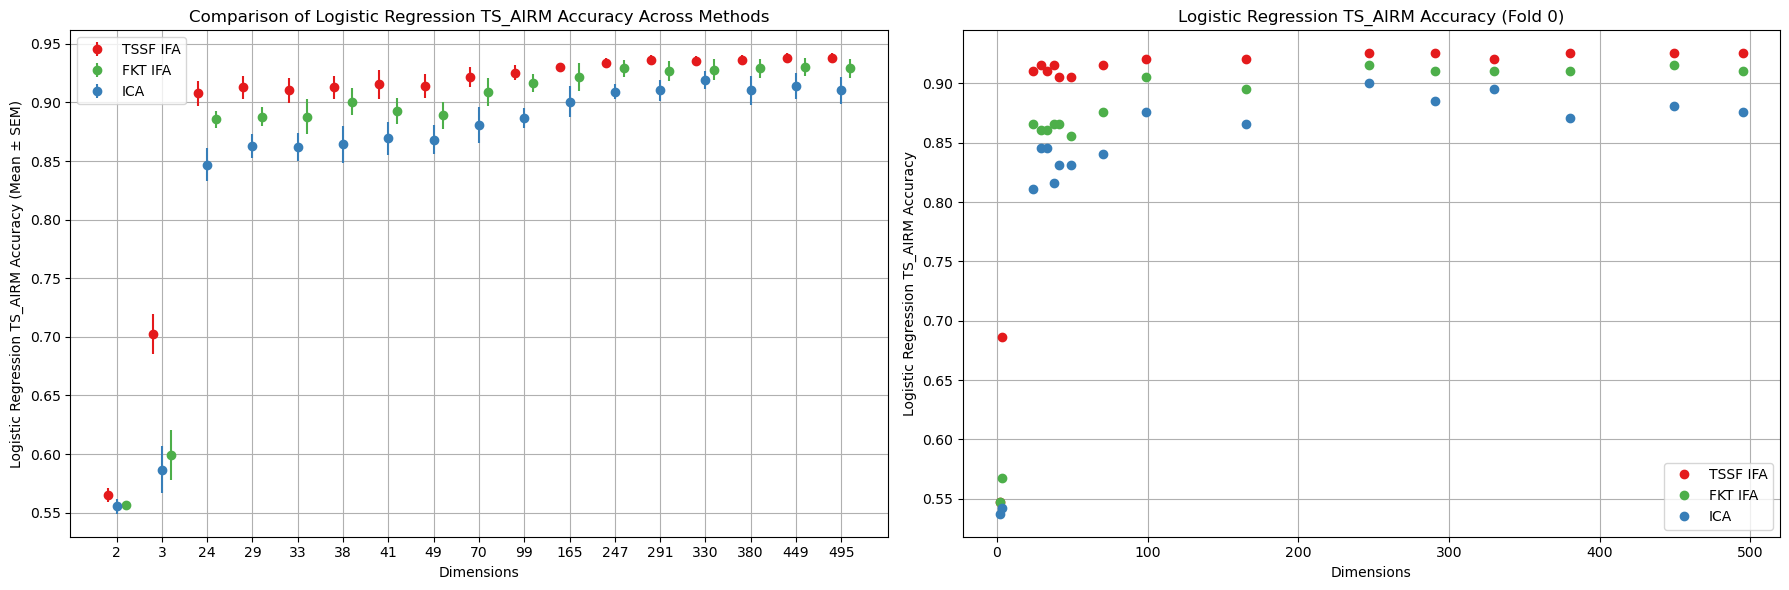 Comparison of Logistic Regression TS_AIRM Accuracy Across Methods
Logistic Regression TS_AIRM Accuracy (Mean ± SEM)
0.95
0.90
0.85
0.80
0.75
0.70
0.65
0.60
0.55
TSSF IFA
FKT IFA
ICA
2 3 24 29 33 38 41 49 70 99 165 247 291 330 380 449 495
Dimensions
Logistic Regression TS_AIRM Accuracy (Fold 0)
Logistic Regression TS_AIRM Accuracy
0.90
0.85
0.80
0.75
0.70
0.65
0.60
0.55
TSSF IFA
FKT IFA
ICA
0 100 200 300 400 500
Dimensions